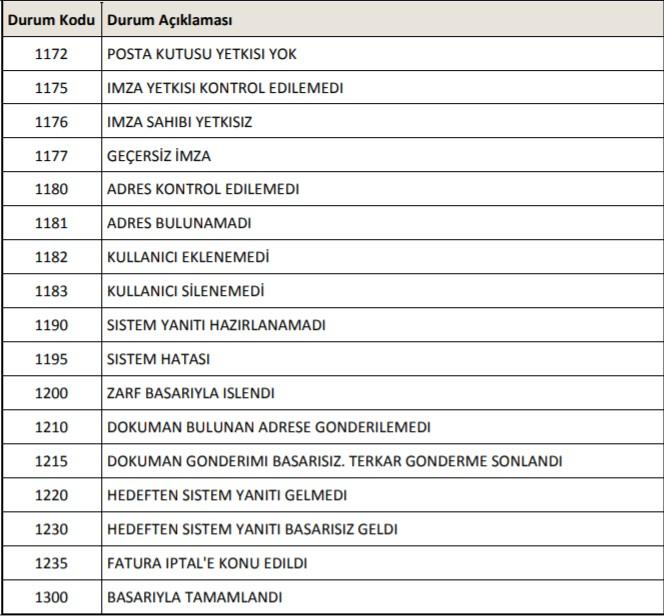 Durum Kodu Durum Açıklaması
1172 POSTA KUTUSU YETKISI YOK
1175 IMZA YETKISI KONTROL EDILEMEDI
1176 IMZA SAHIBI YETKISIZ
1177 GEÇERSİZ İMZA
1180 ADRES KONTROL EDILEMEDI
1181 ADRES BULUNAMADI
1182 KULLANICI EKLENEMEDİ
1183 KULLANICI SİLENEMEDİ
1190 SISTEM YANITI HAZIRLANAMADI
1195 SISTEM HATASI
1200 ZARF BASARIYLA ISLENDI
1210 DOKUMAN BULUNAN ADRESE GONDERILEMEDI
1215 DOKUMAN GONDERIMI BASARISIZ. TERKAR GONDERME SONLANDI
1220 HEDEFTEN SISTEM YANITI GELMEDI
1230 HEDEFTEN SISTEM YANITI BASARISIZ GELDI
1235 FATURA IPTAL'E KONU EDILDI
1300 BASARIYLA TAMAMLANDI